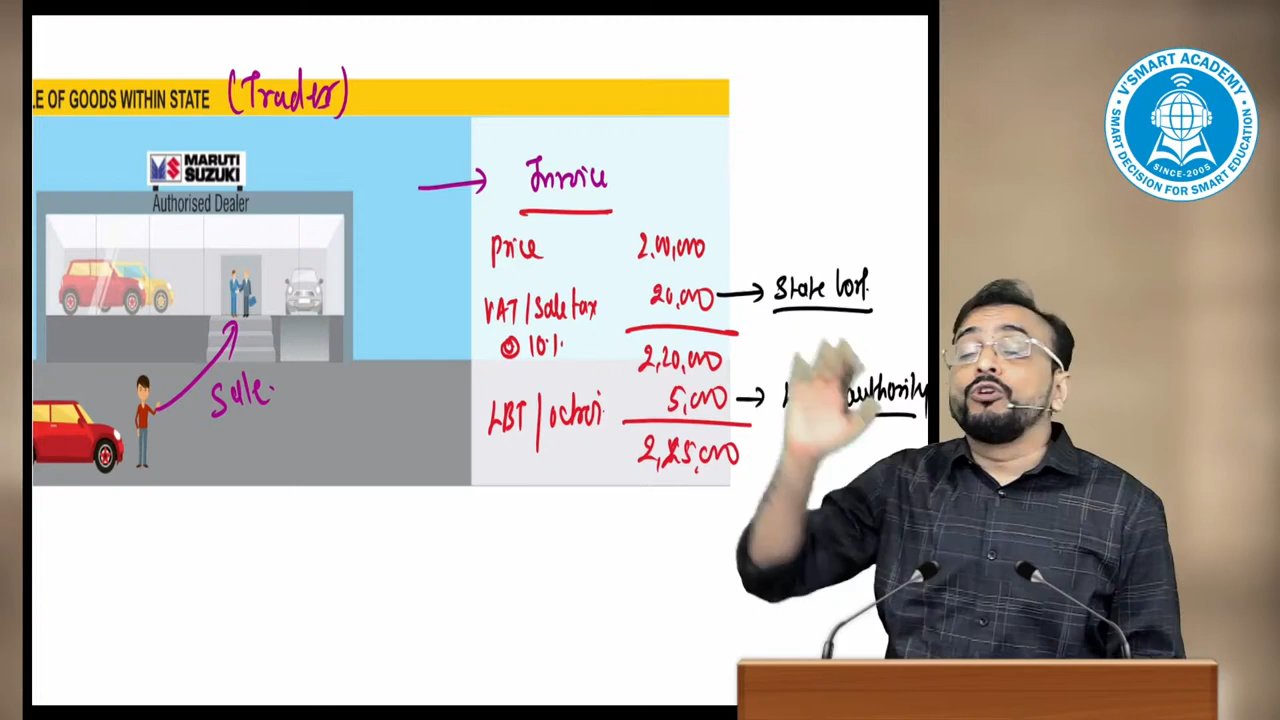 LE OF GOODS WITHIN STATE (Trader)
MARUTI
SUZUKI
Authorised Dealer
Sale.
Invoice
Price 2,00,000
VAT/Sale tax 20,000 → State Govt.
@ 10%
2,20,000
LBT/octroi. 5,000 → authority
2,25,000
V'SMART ACADEMY
SINCE-2005
SMART DECISION FOR SMART EDUCATION